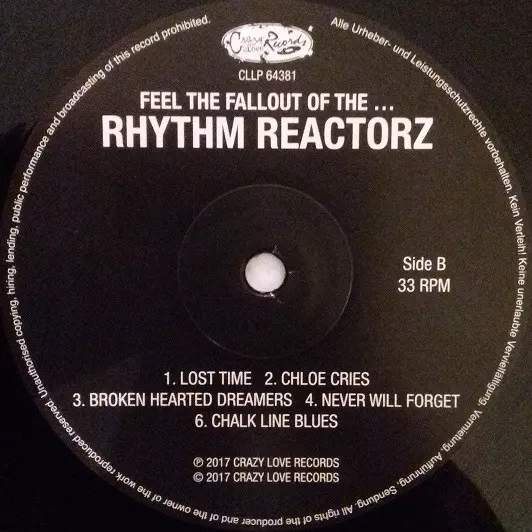 Crazy Love Records
CLLP 64381
FEEL THE FALLOUT OF THE ...
RHYTHM REACTORZ
Side B
33 RPM
1. LOST TIME 2. CHLOE CRIES
3. BROKEN HEARTED DREAMERS 4. NEVER WILL FORGET
6. CHALK LINE BLUES
℗ 2017 CRAZY LOVE RECORDS
© 2017 CRAZY LOVE RECORDS
Alle Urheber- und Leistungsschutzrechte vorbehalten. Kein Verleih! Keine unerlaubte Vervielfältigung, Vermietung, Aufführung, Sendung. All rights of the producer and of the owner of the work reproduced reserved. Unauthorised copying, hiring, lending, public performance and broadcasting of this record prohibited.